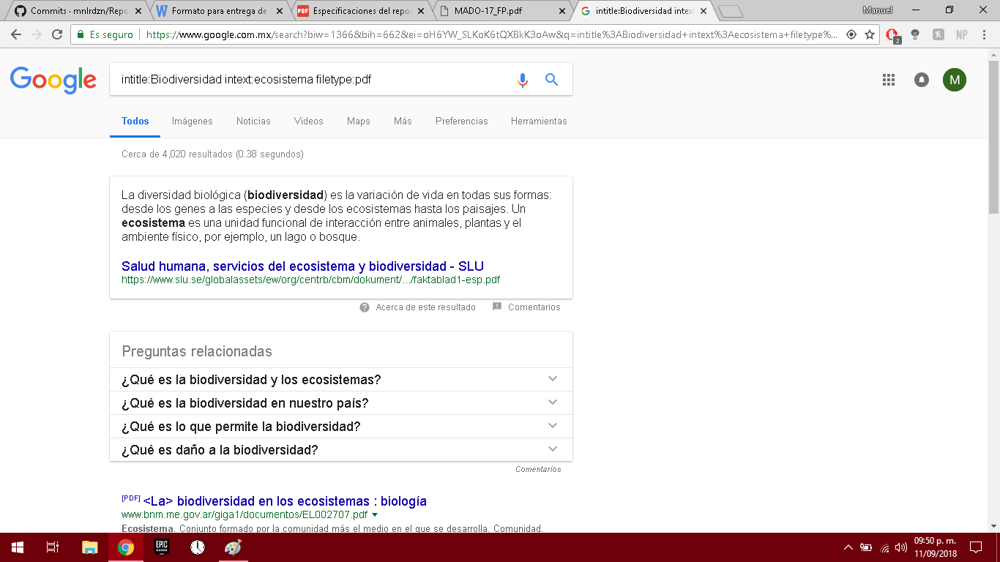 Commits · mnlrdzn/Repo
Formato para entrega de
Especificaciones del repo
MADO-17_FP.pdf
intitle:Biodiversidad intex
Manuel
Es seguro
https://www.google.com.mx/search?biw=1366&bih=662&ei=oH6YW_SLKoK6tQXBkK3oAw&q=intitle%3ABiodiversidad+intext%3Aecosistema+filetype%...
3
NP
Google
intitle:Biodiversidad intext:ecosistema filetype:pdf
M
Todos Imágenes Noticias Videos Maps Más Preferencias Herramientas
Cerca de 4,020 resultados (0.38 segundos)
La diversidad biológica (biodiversidad) es la variación de vida en todas sus formas:
desde los genes a las especies y desde los ecosistemas hasta los paisajes. Un
ecosistema es una unidad funcional de interacción entre animales, plantas y el
ambiente físico, por ejemplo, un lago o bosque.
Salud humana, servicios del ecosistema y biodiversidad - SLU
https://www.slu.se/globalassets/ew/org/centrb/cbm/dokument/.../faktablad1-esp.pdf
Acerca de este resultado Comentarios
Preguntas relacionadas
¿Qué es la biodiversidad y los ecosistemas?
¿Qué es la biodiversidad en nuestro país?
¿Qué es lo que permite la biodiversidad?
¿Qué es daño a la biodiversidad?
Comentarios
[PDF] <La> biodiversidad en los ecosistemas : biología
www.bnm.me.gov.ar/giga1/documentos/EL002707.pdf
Ecosistema. Conjunto formado por la comunidad más el medio en el que se desarrolla. Comunidad.
EPIC GAMES
09:50 p. m.
11/09/2018